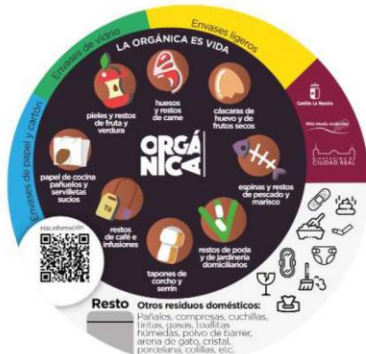 Envases de papel y cartón
Envases de vidrio
Envases ligeros
LA ORGÁNICA ES VIDA
pieles y restos
de fruta y
verdura
huesos
y restos
de carne
cáscaras
de huevo y de
frutos secos
papel de cocina
pañuelos y
servilletas
sucios
ORGÁ
NICA
espinas y restos
de pescado y
marisco
restos
de café e
infusiones
Té
tapones
de
corcho y
serrín
restos de poda
y de jardinería
domiciliarios
Castilla-La Mancha
RSU Medio Ambiente
CIUDAD REAL
Más información:
Resto
Otros residuos domésticos:
Pañales, compresas, cuchillas,
tiritas, gasas, toallitas
húmedas, polvo de barrer,
arena de gato, cristal,
porcelana, colillas, etc.